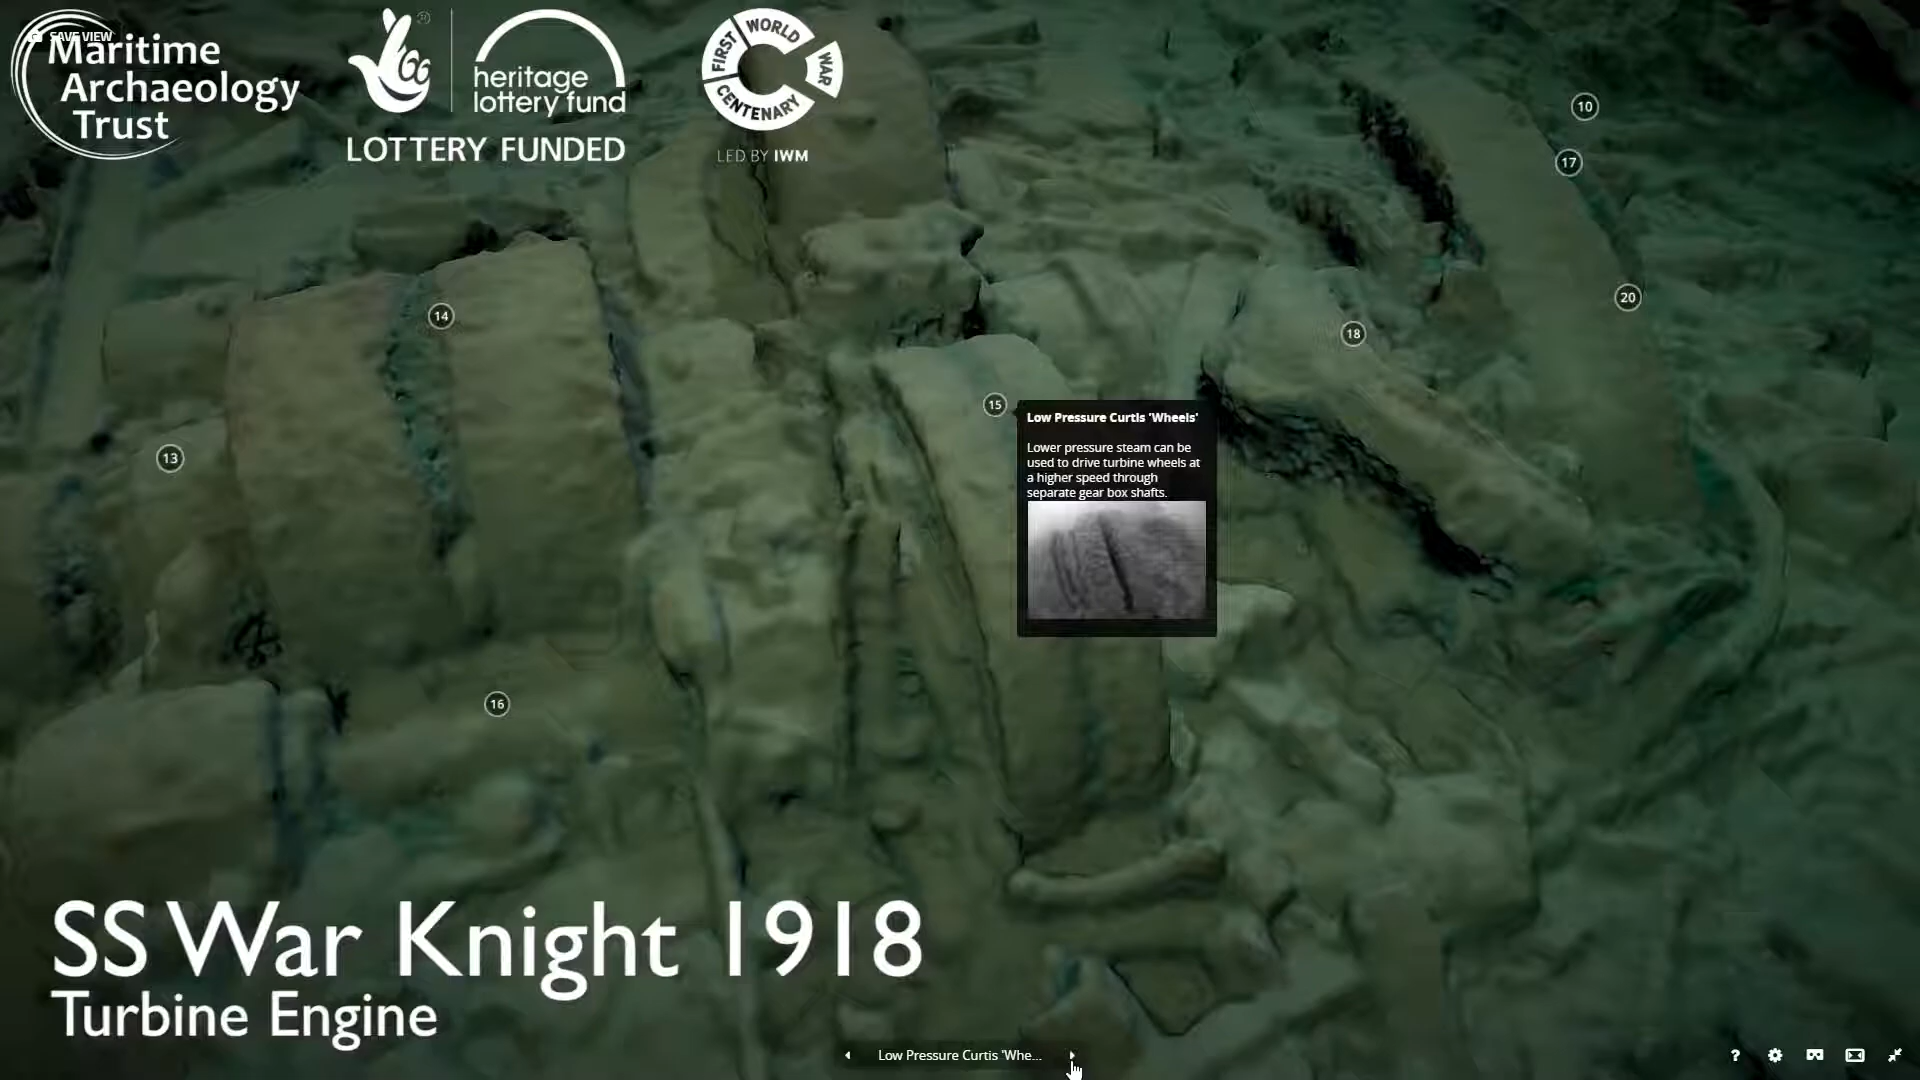 SAVE VIEW
Maritime
Archaeology
Trust
heritage
lottery fund
LOTTERY FUNDED
FIRST WORLD WAR CENTENARY
LED BY IWM
10
17
20
14
18
15
13
16
Low Pressure Curtis 'Wheels'
Lower pressure steam can be
used to drive turbine wheels at
a higher speed through
separate gear box shafts.
SS War Knight 1918
Turbine Engine
Low Pressure Curtis 'Whe...
?